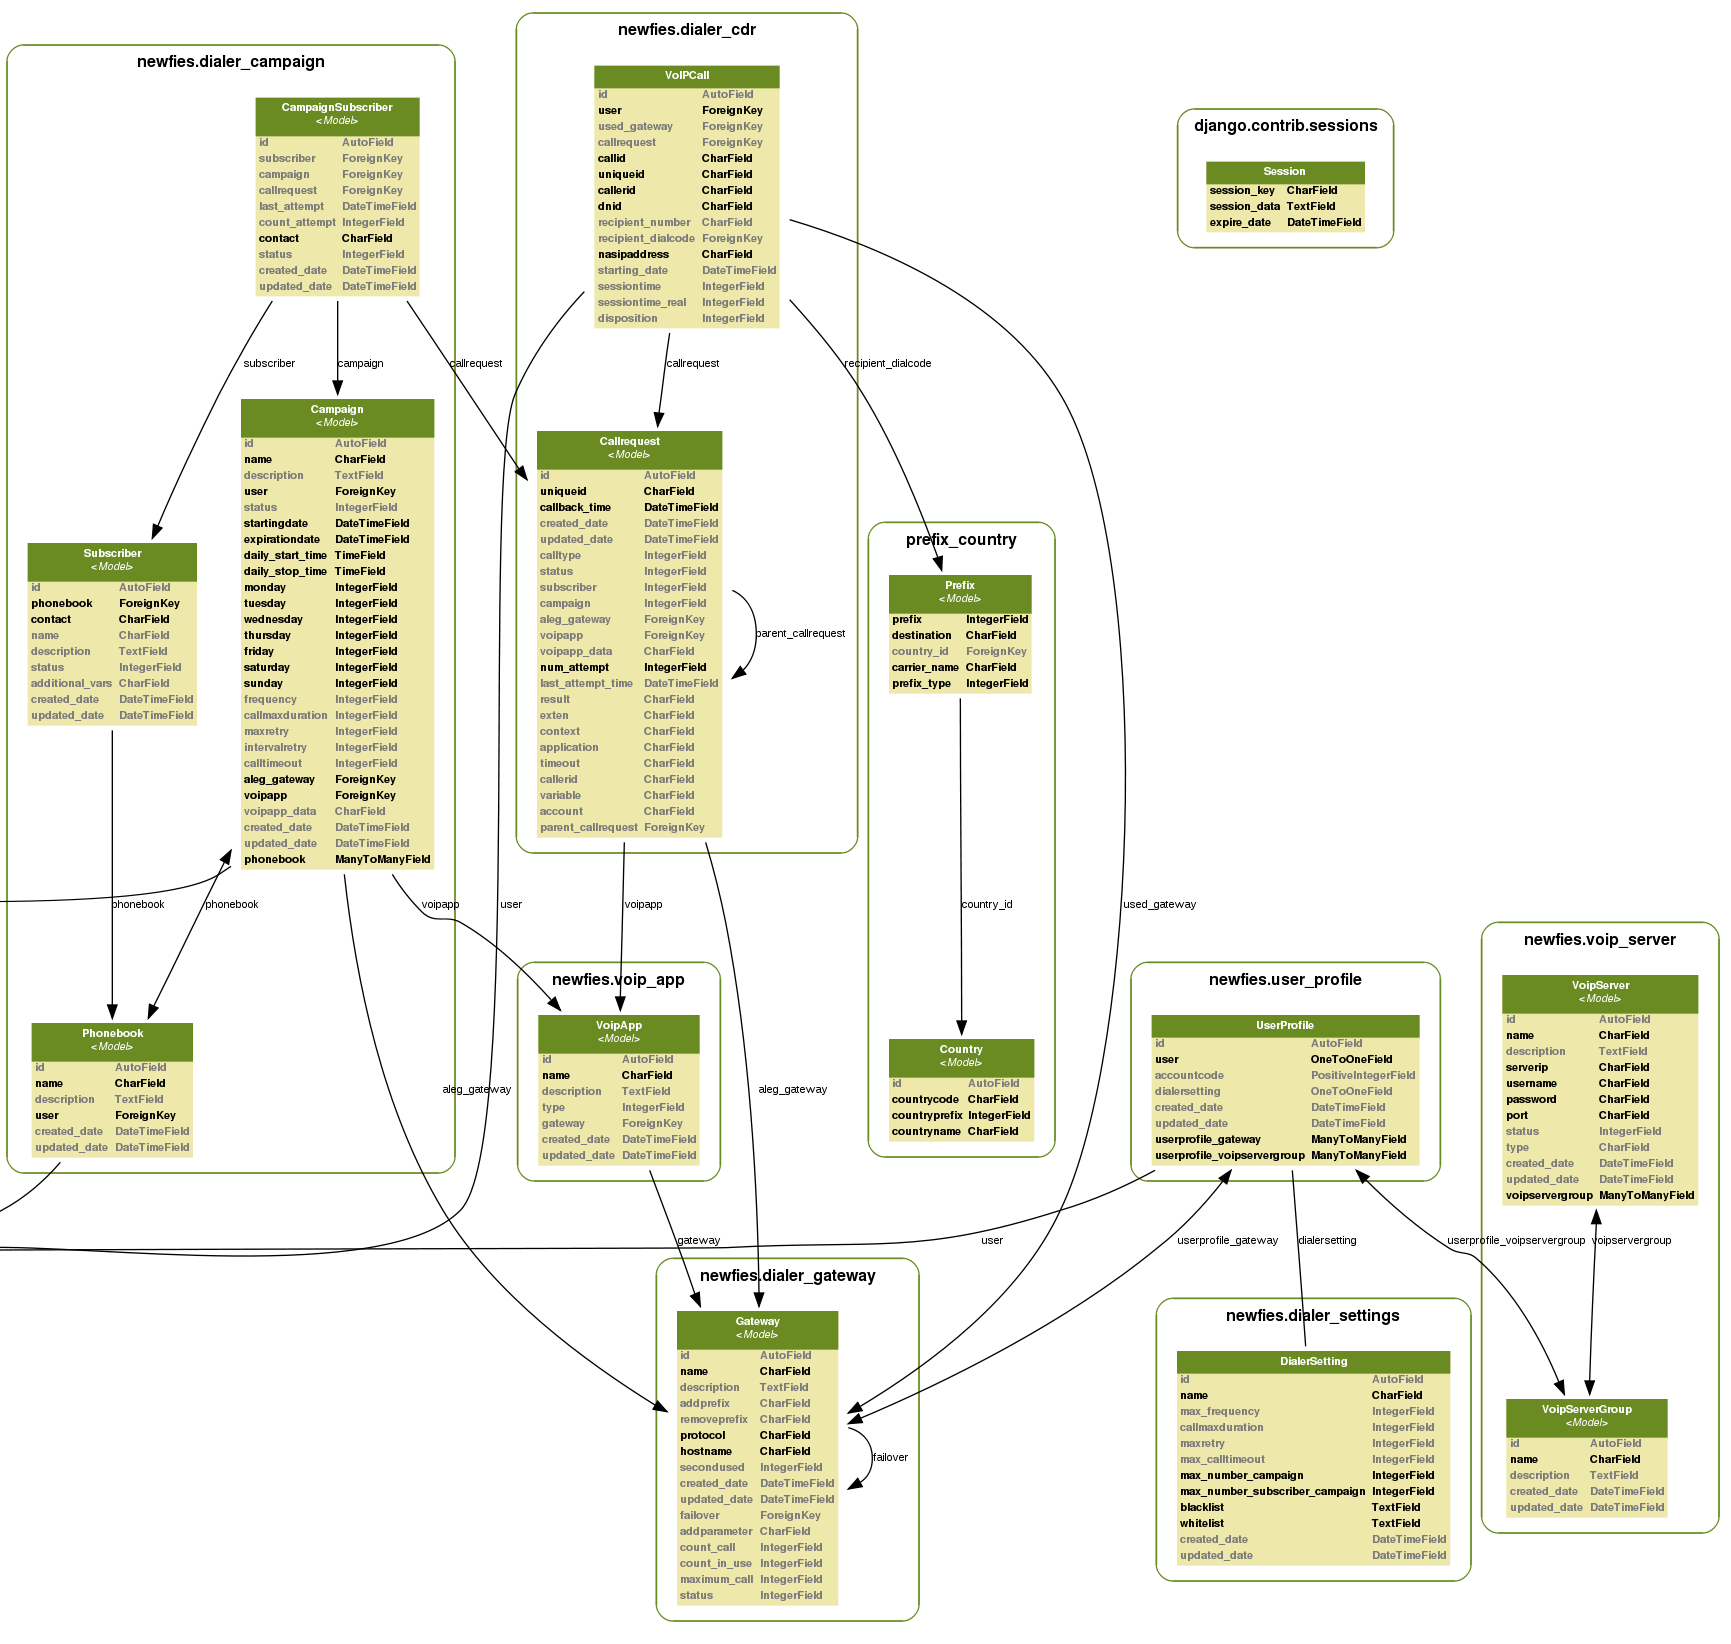 newfies.dialer_campaign
CampaignSubscriber
<Model>
id AutoField
subscriber ForeignKey
campaign ForeignKey
callrequest ForeignKey
last_attempt DateTimeField
count_attempt IntegerField
contact CharField
status IntegerField
created_date DateTimeField
updated_date DateTimeField
subscriber
campaign
callrequest
Campaign
<Model>
id AutoField
name CharField
description TextField
user ForeignKey
status IntegerField
startingdate DateTimeField
expirationdate DateTimeField
daily_start_time TimeField
daily_stop_time TimeField
monday IntegerField
tuesday IntegerField
wednesday IntegerField
thursday IntegerField
friday IntegerField
saturday IntegerField
sunday IntegerField
frequency IntegerField
callmaxduration IntegerField
maxretry IntegerField
intervalretry IntegerField
calltimeout IntegerField
aleg_gateway ForeignKey
voipapp ForeignKey
voipapp_data CharField
created_date DateTimeField
updated_date DateTimeField
phonebook ManyToManyField
Subscriber
<Model>
id AutoField
phonebook ForeignKey
contact CharField
name CharField
description TextField
status IntegerField
additional_vars CharField
created_date DateTimeField
updated_date DateTimeField
phonebook
phonebook
voipapp
user
voipapp
Phonebook
<Model>
id AutoField
name CharField
description TextField
user ForeignKey
created_date DateTimeField
updated_date DateTimeField
newfies.dialer_cdr
VoIPCall
id AutoField
user ForeignKey
used_gateway ForeignKey
callrequest ForeignKey
callid CharField
uniqueid CharField
callerid CharField
dnid CharField
recipient_number CharField
recipient_dialcode ForeignKey
nasipaddress CharField
starting_date DateTimeField
sessiontime IntegerField
sessiontime_real IntegerField
disposition IntegerField
callrequest
recipient_dialcode
Callrequest
<Model>
id AutoField
uniqueid CharField
callback_time DateTimeField
created_date DateTimeField
updated_date DateTimeField
calltype IntegerField
status IntegerField
subscriber IntegerField
campaign IntegerField
aleg_gateway ForeignKey
voipapp ForeignKey
voipapp_data CharField
num_attempt IntegerField
last_attempt_time DateTimeField
result CharField
exten CharField
context CharField
application CharField
timeout CharField
callerid CharField
variable CharField
account CharField
parent_callrequest ForeignKey
parent_callrequest
django.contrib.sessions
Session
session_key CharField
session_data TextField
expire_date DateTimeField
prefix_country
Prefix
<Model>
prefix IntegerField
destination CharField
country_id ForeignKey
carrier_name CharField
prefix_type IntegerField
country_id
used_gateway
Country
<Model>
id AutoField
countrycode CharField
countryprefix IntegerField
countryname CharField
newfies.voip_app
VoipApp
<Model>
id AutoField
name CharField
description TextField
type IntegerField
gateway ForeignKey
created_date DateTimeField
updated_date DateTimeField
aleg_gateway
aleg_gateway
gateway
newfies.user_profile
UserProfile
id AutoField
user OneToOneField
accountcode PositiveIntegerField
dialersetting OneToOneField
created_date DateTimeField
updated_date DateTimeField
userprofile_gateway ManyToManyField
userprofile_voipservergroup ManyToManyField
user
userprofile_gateway
dialersetting
userprofile_voipservergroup
voipservergroup
newfies.voip_server
VoipServer
<Model>
id AutoField
name CharField
description TextField
serverip CharField
username CharField
password CharField
port CharField
status IntegerField
type CharField
created_date DateTimeField
updated_date DateTimeField
voipservergroup ManyToManyField
VoipServerGroup
<Model>
id AutoField
name CharField
description TextField
created_date DateTimeField
updated_date DateTimeField
newfies.dialer_gateway
Gateway
<Model>
id AutoField
name CharField
description TextField
addprefix CharField
removeprefix CharField
protocol CharField
hostname CharField
secondused IntegerField
created_date DateTimeField
updated_date DateTimeField
failover ForeignKey
addparameter CharField
count_call IntegerField
count_in_use IntegerField
maximum_call IntegerField
status IntegerField
failover
newfies.dialer_settings
DialerSetting
id AutoField
name CharField
max_frequency IntegerField
callmaxduration IntegerField
maxretry IntegerField
max_calltimeout IntegerField
max_number_campaign IntegerField
max_number_subscriber_campaign IntegerField
blacklist TextField
whitelist TextField
created_date DateTimeField
updated_date DateTimeField